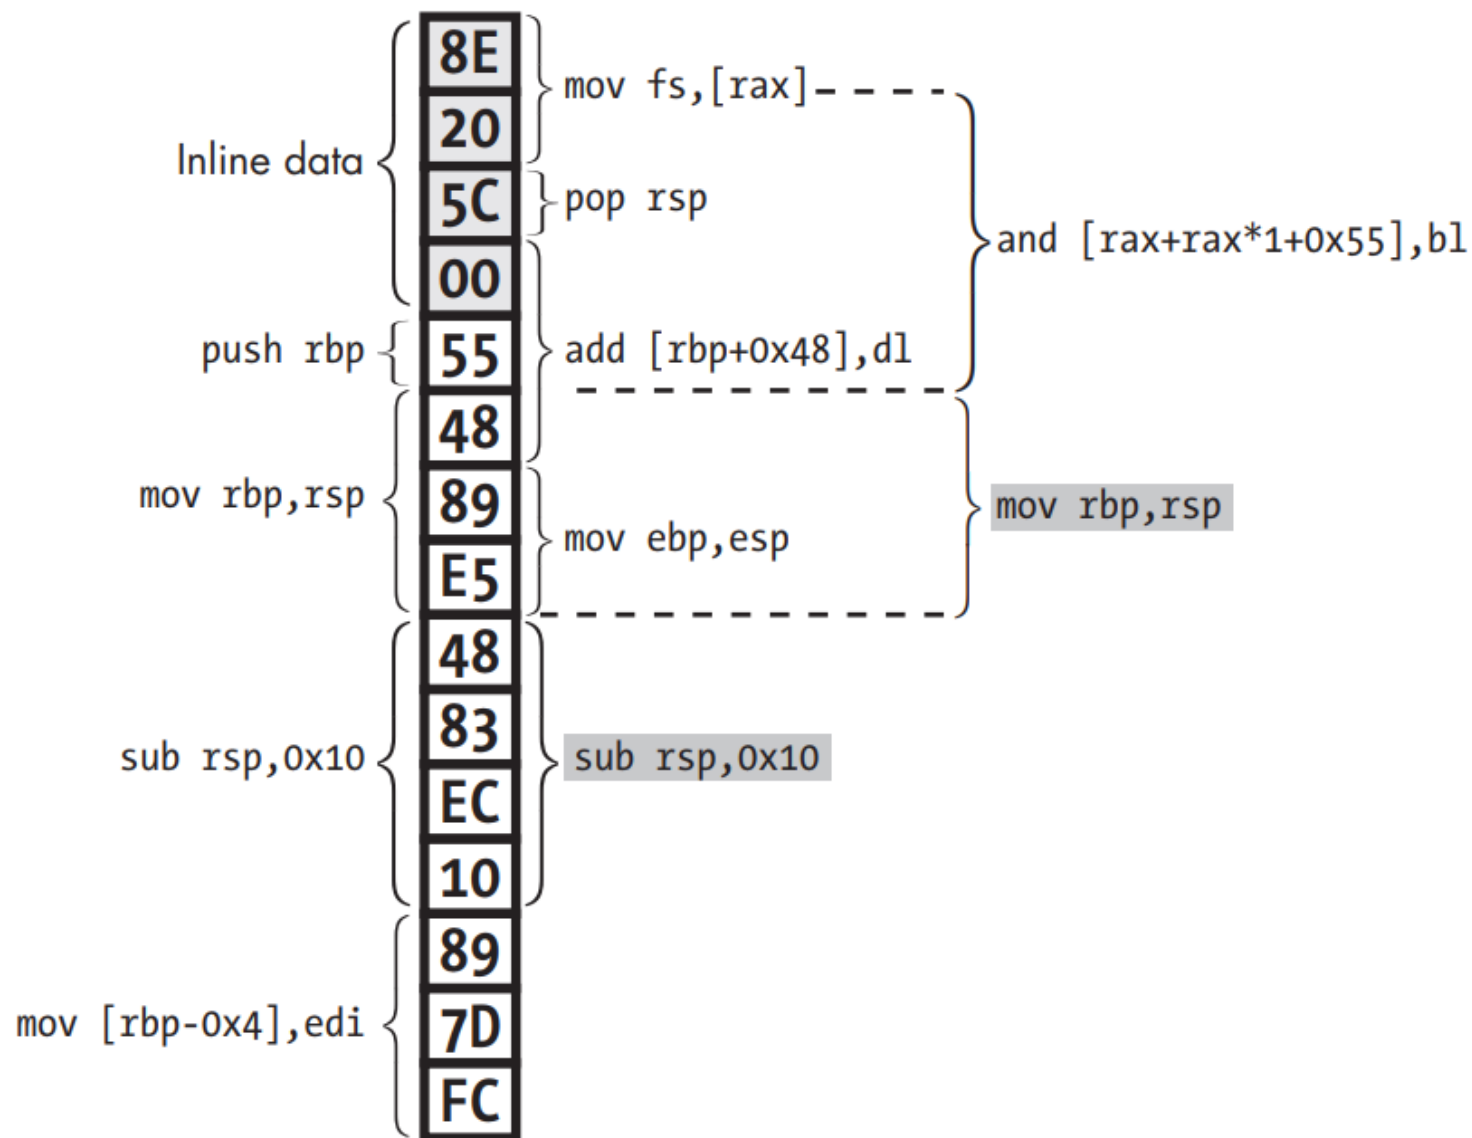 8E
mov fs,[rax]
20
Inline data
5C
pop rsp
and [rax+rax*1+0x55],bl
00
push rbp
55
add [rbp+0x48],dl
48
mov rbp,rsp
89
mov rbp,rsp
mov ebp,esp
E5
48
83
sub rsp,0x10
sub rsp,0x10
EC
10
89
mov [rbp-0x4],edi
7D
FC